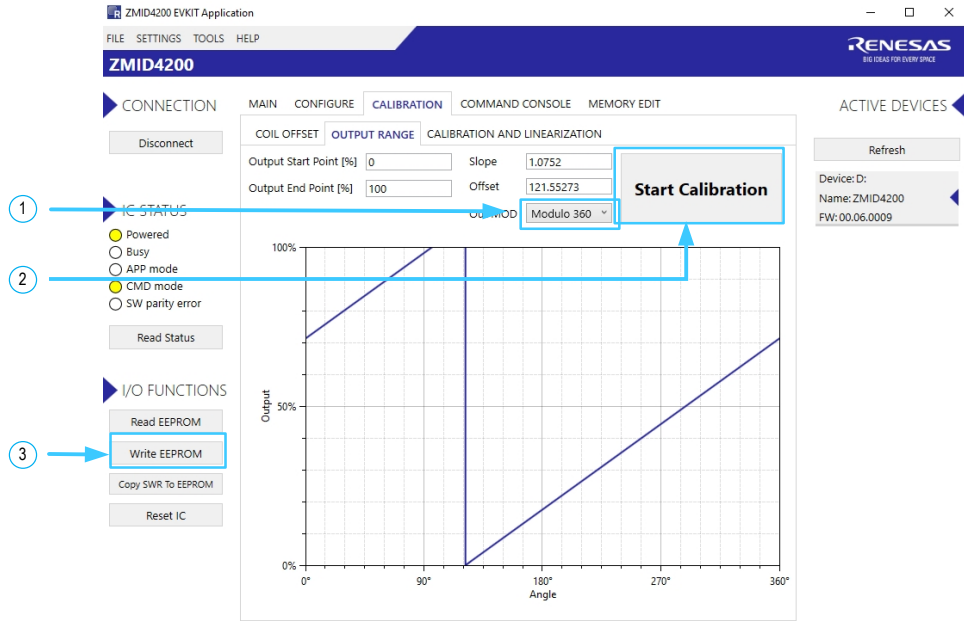 ZMID4200 EVKIT Application
FILE SETTINGS TOOLS HELP
RENESAS
BIG IDEAS FOR EVERY SPACE
ZMID4200
CONNECTION
Disconnect
IC STATUS
Powered
Busy
APP mode
CMD mode
SW parity error
Read Status
I/O FUNCTIONS
Read EEPROM
Write EEPROM
Copy SWR To EEPROM
Reset IC
1
2
3
MAIN CONFIGURE CALIBRATION COMMAND CONSOLE MEMORY EDIT
COIL OFFSET OUTPUT RANGE CALIBRATION AND LINEARIZATION
Output Start Point [%] 0 Slope 1.0752
Output End Point [%] 100 Offset 121.55273
Modulo 360
Start Calibration
100%
50%
0%
Output
0° 90° 180° 270° 360°
Angle
ACTIVE DEVICES
Refresh
Device: D:
Name: ZMID4200
FW: 00.06.0009